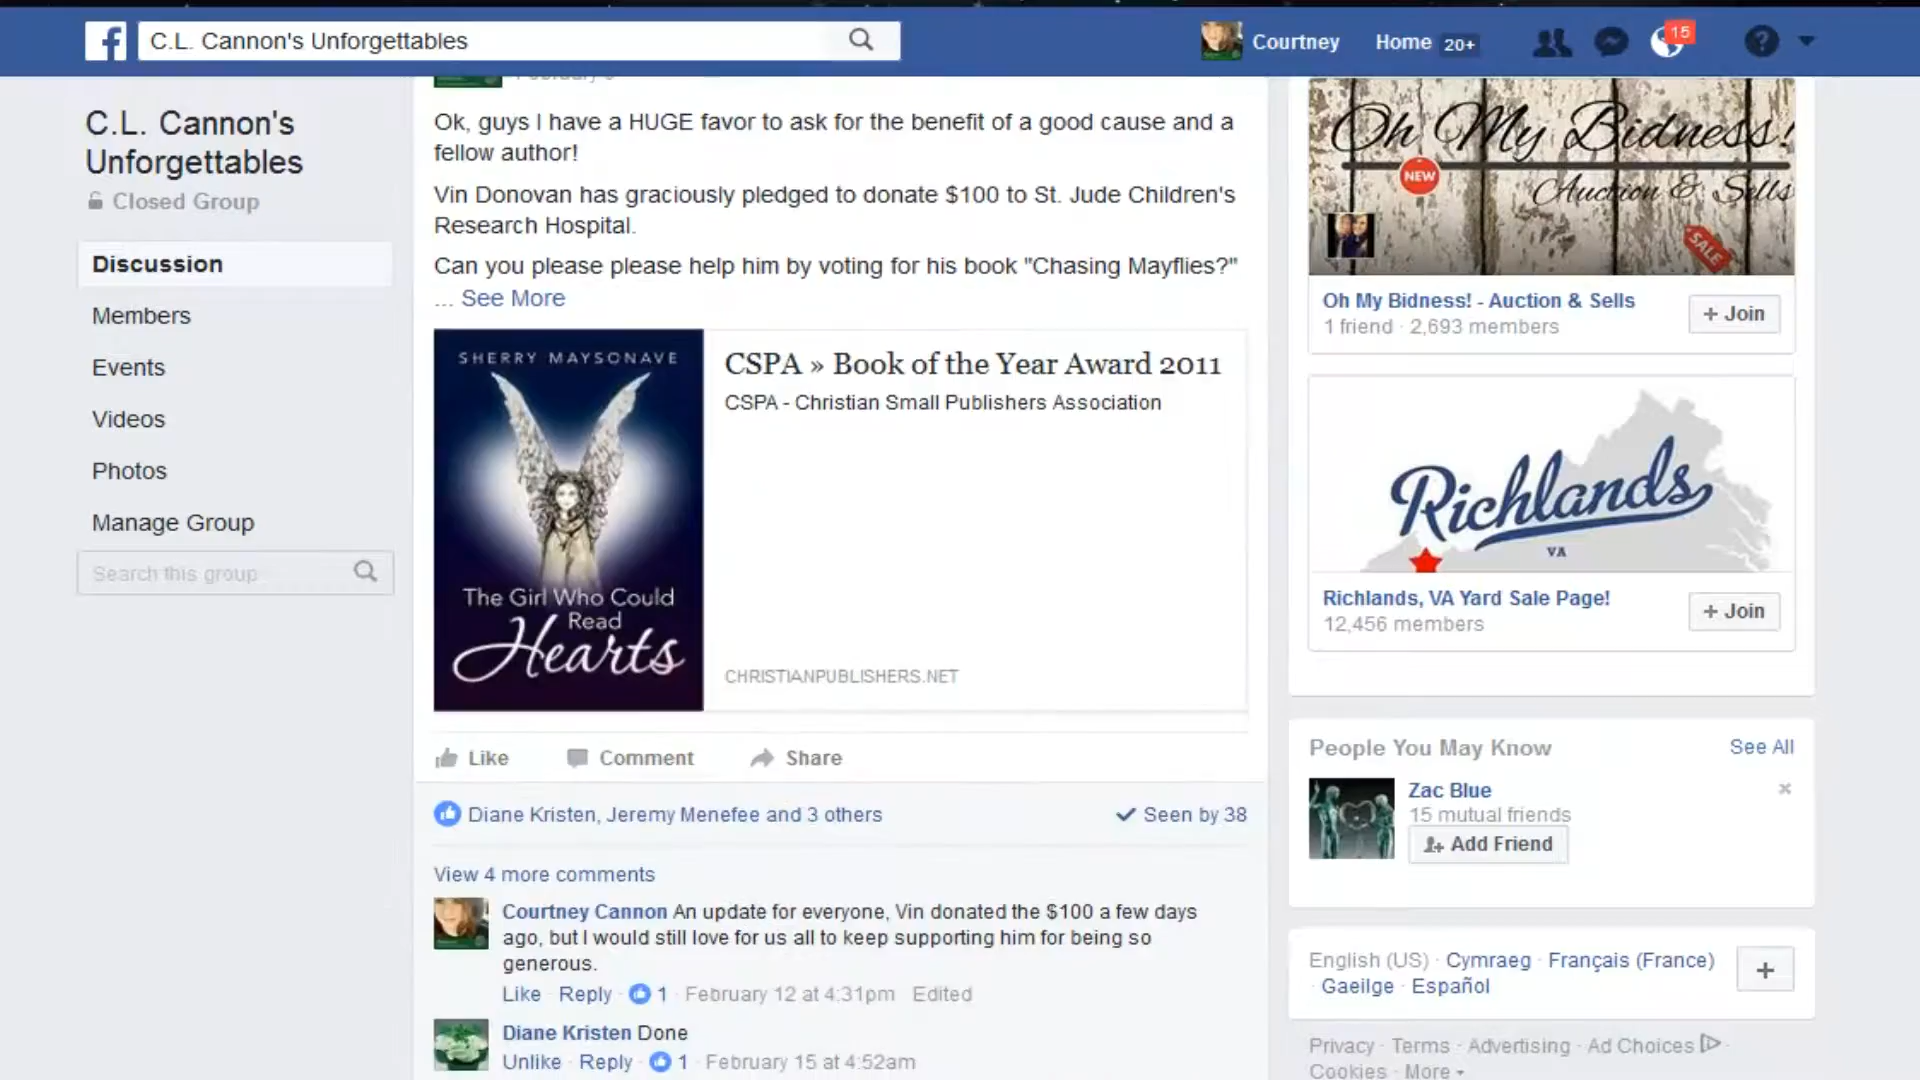 C.L. Cannon's Unforgettables
Courtney
Home 20+
15
?
C.L. Cannon's
Unforgettables
Closed Group
Discussion
Members
Events
Videos
Photos
Manage Group
Search this group
Ok, guys I have a HUGE favor to ask for the benefit of a good cause and a
fellow author!
Vin Donovan has graciously pledged to donate $100 to St. Jude Children's
Research Hospital.
Can you please please help him by voting for his book "Chasing Mayflies?"
... See More
SHERRY MAYSONAVE
The Girl Who Could
Read
Hearts
CSPA » Book of the Year Award 2011
CSPA - Christian Small Publishers Association
CHRISTIANPUBLISHERS.NET
Like Comment Share
Diane Kristen, Jeremy Menefee and 3 others
Seen by 38
View 4 more comments
Courtney Cannon An update for everyone, Vin donated the $100 a few days
ago, but I would still love for us all to keep supporting him for being so
generous.
Like · Reply · 1 · February 12 at 4:31pm · Edited
Diane Kristen Done
Unlike · Reply · 1 · February 15 at 4:52am
Oh My Bidness!
NEW
Auction & Sells
SALE
Oh My Bidness! - Auction & Sells
1 friend · 2,693 members
+ Join
Richlands
VA
Richlands, VA Yard Sale Page!
12,456 members
+ Join
People You May Know
See All
Zac Blue
15 mutual friends
Add Friend
English (US) · Cymraeg · Français (France)
· Gaeilge · Español
+
Privacy · Terms · Advertising · Ad Choices ·
Cookies · More